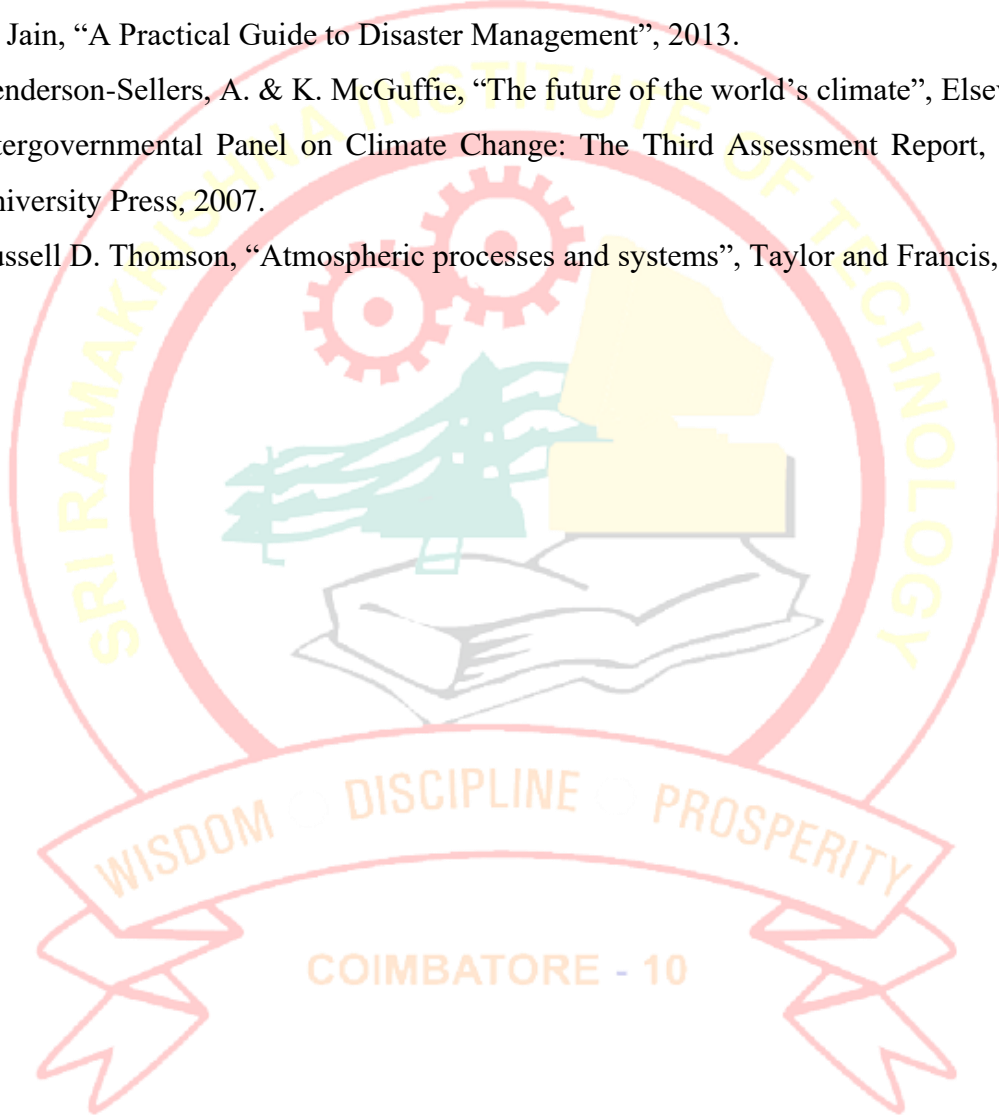 Jain, “A Practical Guide to Disaster Management”, 2013.
enderson-Sellers, A. & K. McGuffie, “The future of the world’s climate”, Elsev
tergovernmental Panel on Climate Change: The Third Assessment Report,
niversity Press, 2007.
ussell D. Thomson, “Atmospheric processes and systems”, Taylor and Francis,
SRI RAMAKRISHNA INSTITUTE OF TECHNOLOGY
WISDOM DISCIPLINE PROSPERITY
COIMBATORE - 10